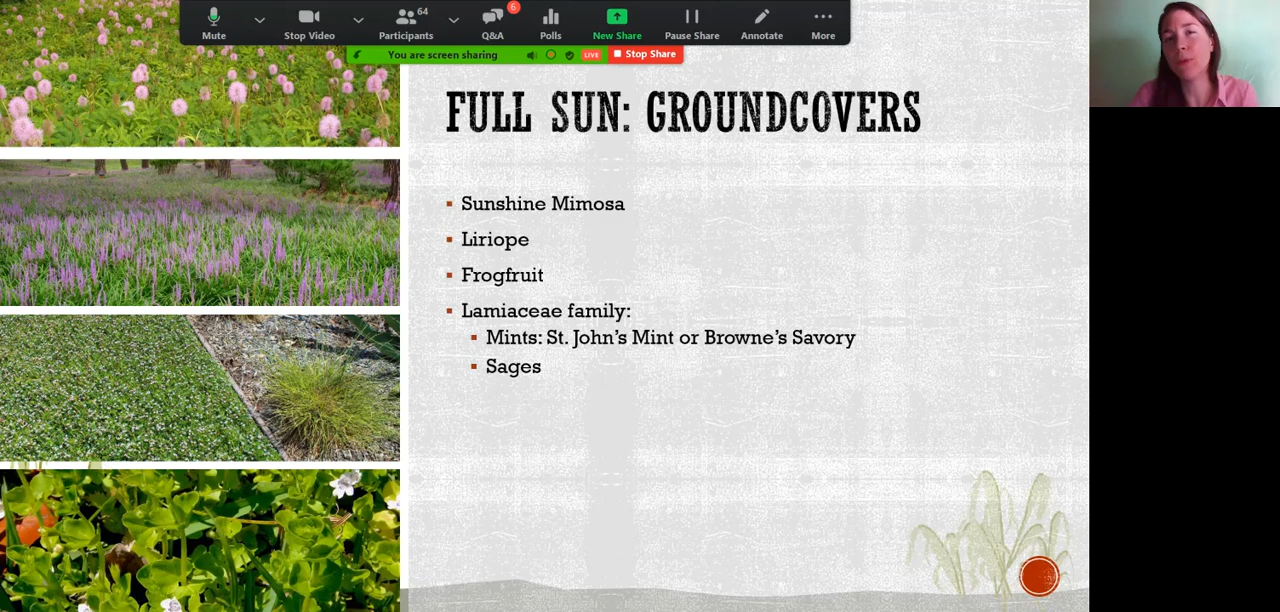 64
6
Mute
Stop Video
Participants
Q&A
Polls
New Share
Pause Share
Annotate
More
You are screen sharing
LIVE
Stop Share
FULL SUN: GROUNDCOVERS
Sunshine Mimosa
Liriope
Frogfruit
Lamiaceae family:
Mints: St. John's Mint or Browne's Savory
Sages